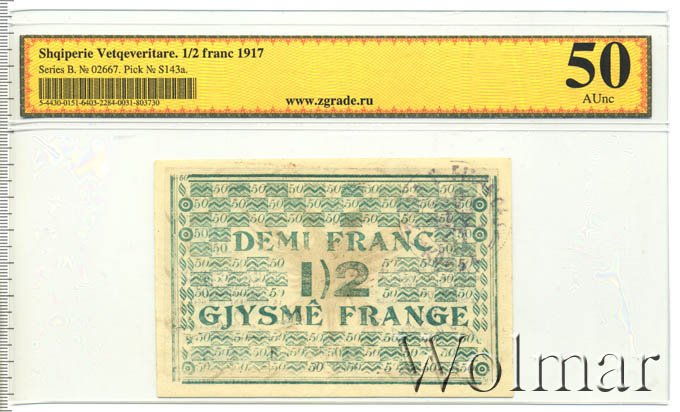 Shqiperie Vetqeveritare. 1/2 franc 1917
Series B. № 02667. Pick № S143a.
5-4430-0151-6403-2284-0031-803730
www.zgrade.ru
50
AUnc
DEMI FRANC
1)2
GJYSMÊ FRANGE
Wolmar